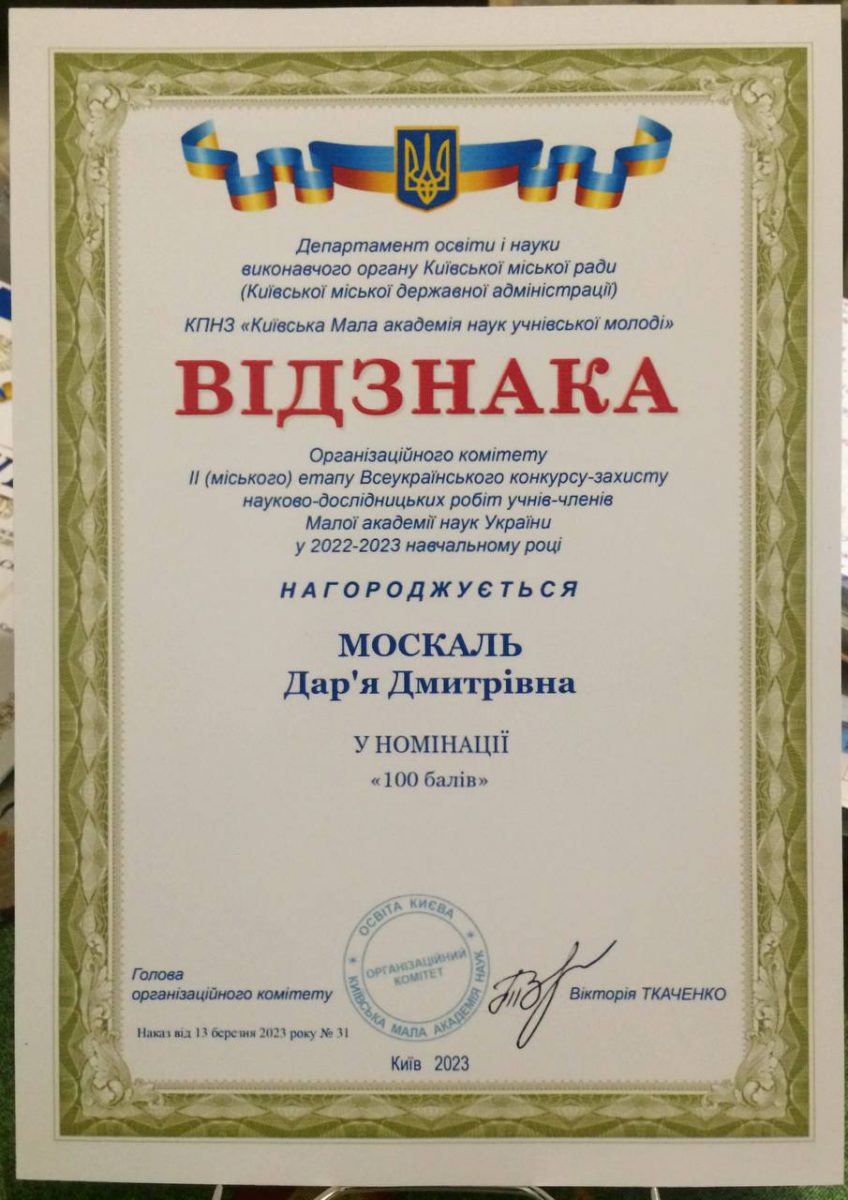 Департамент освіти і науки
виконавчого органу Київської міської ради
(Київської міської державної адміністрації)
КПНЗ «Київська Мала академія наук учнівської молоді»
ВІДЗНАКА
Організаційного комітету
ІІ (міського) етапу Всеукраїнського конкурсу-захисту
науково-дослідницьких робіт учнів-членів
Малої академії наук України
у 2022-2023 навчальному році
НАГОРОДЖУЄТЬСЯ
МОСКАЛЬ
Дар'я Дмитрівна
У НОМІНАЦІЇ
«100 балів»
ОСВІТА КИЄВА
ОРГАНІЗАЦІЙНИЙ
КОМІТЕТ
КИЇВСЬКА МАЛА АКАДЕМІЯ НАУК
Голова
організаційного комітету
Вікторія ТКАЧЕНКО
Наказ від 13 березня 2023 року № 31
Київ 2023